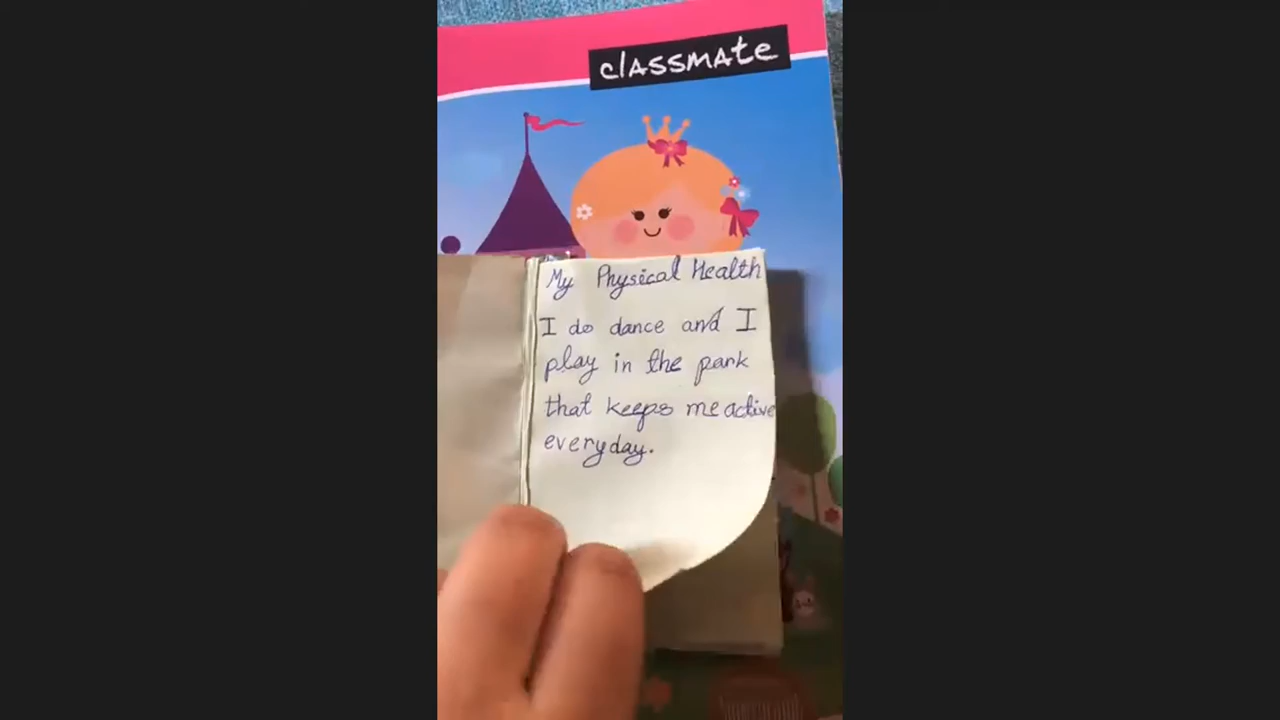 classmate
My Physical Health
I do dance and I
play in the park
that keeps me active
everyday.